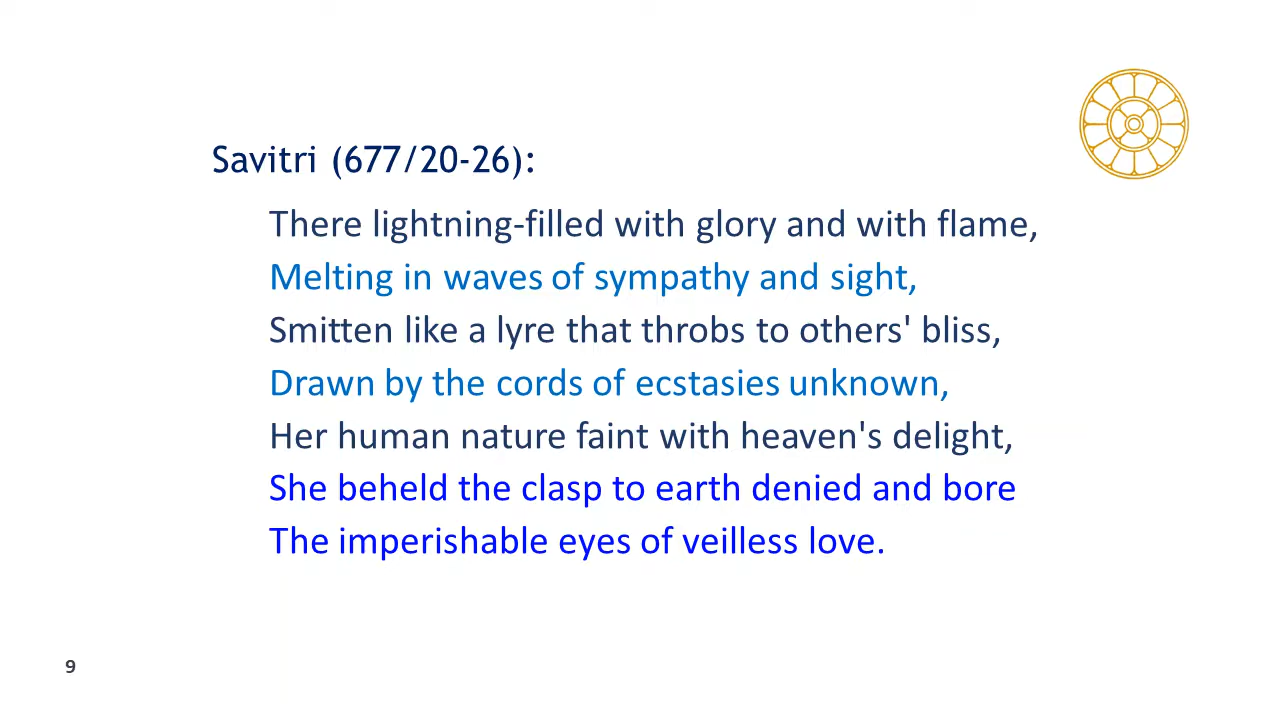 Savitri (677/20-26):
There lightning-filled with glory and with flame,
Melting in waves of sympathy and sight,
Smitten like a lyre that throbs to others' bliss,
Drawn by the cords of ecstasies unknown,
Her human nature faint with heaven's delight,
She beheld the clasp to earth denied and bore
The imperishable eyes of veilless love.
9